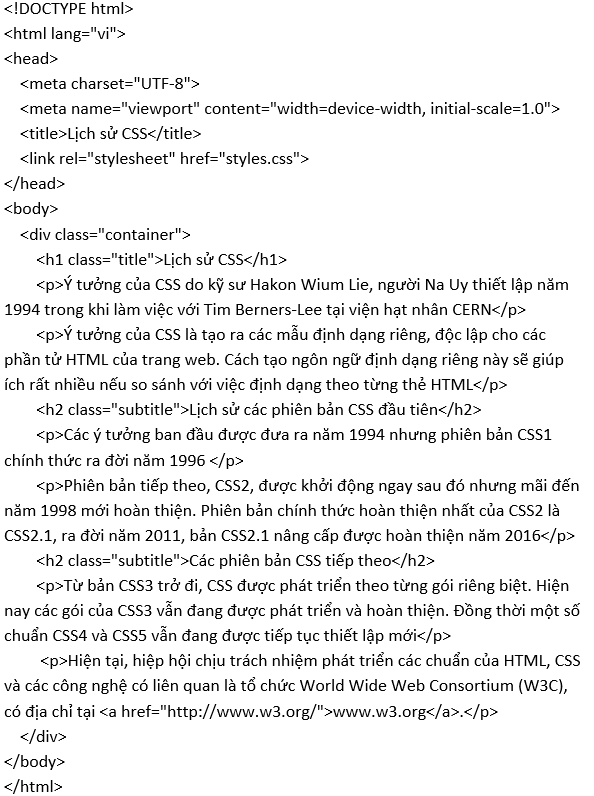 <!DOCTYPE html>
<html lang="vi">
<head>
    <meta charset="UTF-8">
    <meta name="viewport" content="width=device-width, initial-scale=1.0">
    <title>Lịch sử CSS</title>
    <link rel="stylesheet" href="styles.css">
</head>
<body>
    <div class="container">
        <h1 class="title">Lịch sử CSS</h1>
        <p>Ý tưởng của CSS do kỹ sư Hakon Wium Lie, người Na Uy thiết lập năm
1994 trong khi làm việc với Tim Berners-Lee tại viện hạt nhân CERN</p>
        <p>Ý tưởng của CSS là tạo ra các mẫu định dạng riêng, độc lập cho các
phần tử HTML của trang web. Cách tạo ngôn ngữ định dạng riêng này sẽ giúp
ích rất nhiều nếu so sánh với việc định dạng theo từng thẻ HTML</p>
        <h2 class="subtitle">Lịch sử các phiên bản CSS đầu tiên</h2>
        <p>Các ý tưởng ban đầu được đưa ra năm 1994 nhưng phiên bản CSS1
chính thức ra đời năm 1996 </p>
        <p>Phiên bản tiếp theo, CSS2, được khởi động ngay sau đó nhưng mãi đến
năm 1998 mới hoàn thiện. Phiên bản chính thức hoàn thiện nhất của CSS2 là
CSS2.1, ra đời năm 2011, bản CSS2.1 nâng cấp được hoàn thiện năm 2016</p>
        <h2 class="subtitle">Các phiên bản CSS tiếp theo</h2>
        <p>Từ bản CSS3 trở đi, CSS được phát triển theo từng gói riêng biệt. Hiện
nay các gói của CSS3 vẫn đang được phát triển và hoàn thiện. Đồng thời một số
chuẩn CSS4 và CSS5 vẫn đang được tiếp tục thiết lập mới</p>
         <p>Hiện tại, hiệp hội chịu trách nhiệm phát triển các chuẩn của HTML, CSS
và các công nghệ có liên quan là tổ chức World Wide Web Consortium (W3C),
có địa chỉ tại <a href="http://www.w3.org/">www.w3.org</a>.</p>
    </div>
</body>
</html>